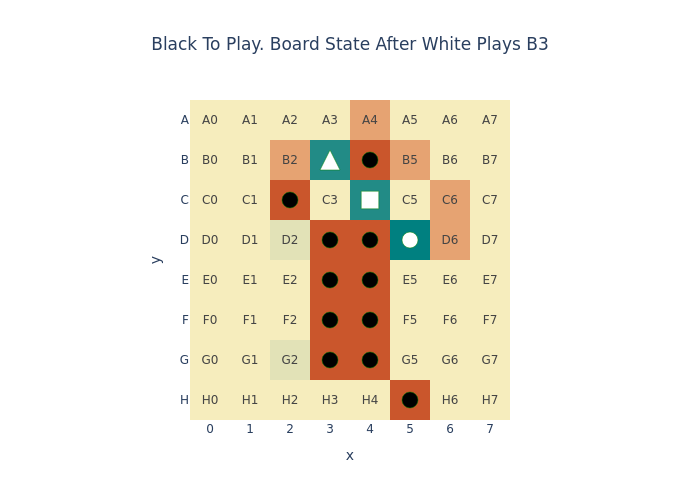 Black To Play. Board State After White Plays B3
A A0 A1 A2 A3 A4 A5 A6 A7
B B0 B1 B2 B5 B6 B7
C C0 C1 C3 C5 C6 C7
y
D D0 D1 D2 D6 D7
E E0 E1 E2 E5 E6 E7
F F0 F1 F2 F5 F6 F7
G G0 G1 G2 G5 G6 G7
H H0 H1 H2 H3 H4 H6 H7
0 1 2 3 4 5 6 7
x